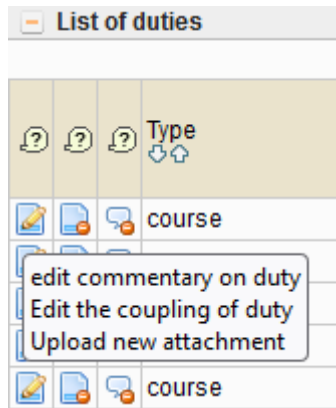 List of duties
? ? ? Type
course
edit commentary on duty
Edit the coupling of duty
Upload new attachment
course